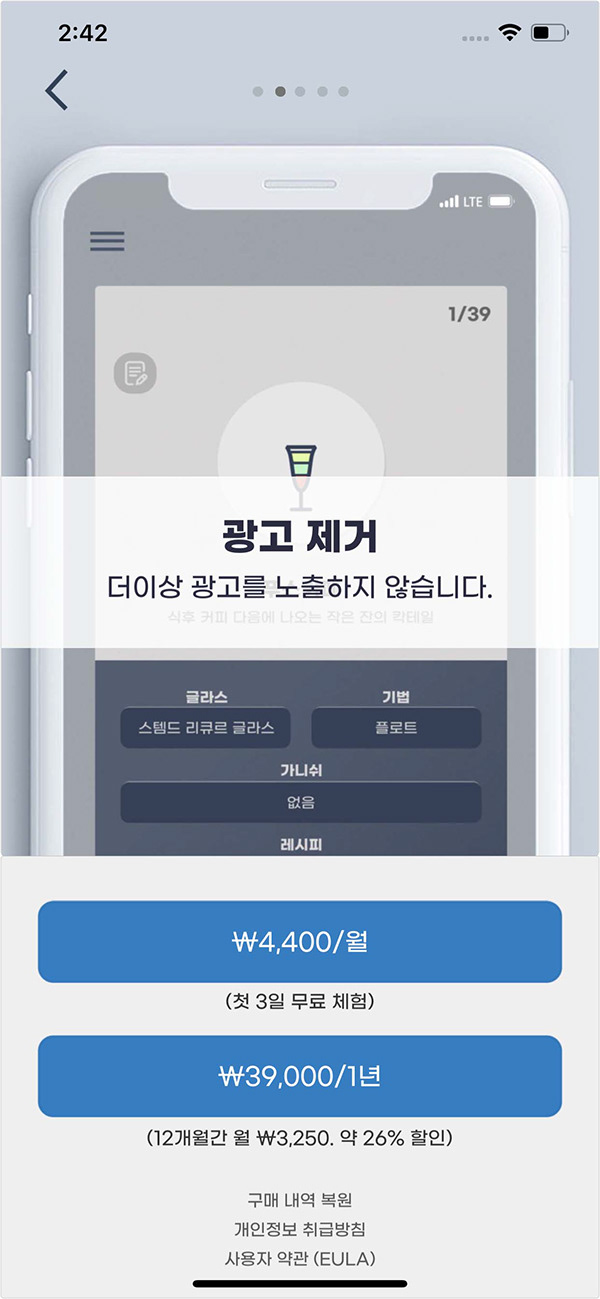 2:42
LTE
1/39
광고 제거
더이상 광고를 노출하지 않습니다.
식후 커피 다음에 나오는 작은 잔의 칵테일
글라스
기법
스템드 리큐르 글라스
플로트
가니쉬
없음
레시피
₩4,400/월
(첫 3일 무료 체험)
₩39,000/1년
(12개월간 월 ₩3,250. 약 26% 할인)
구매 내역 복원
개인정보 취급방침
사용자 약관 (EULA)